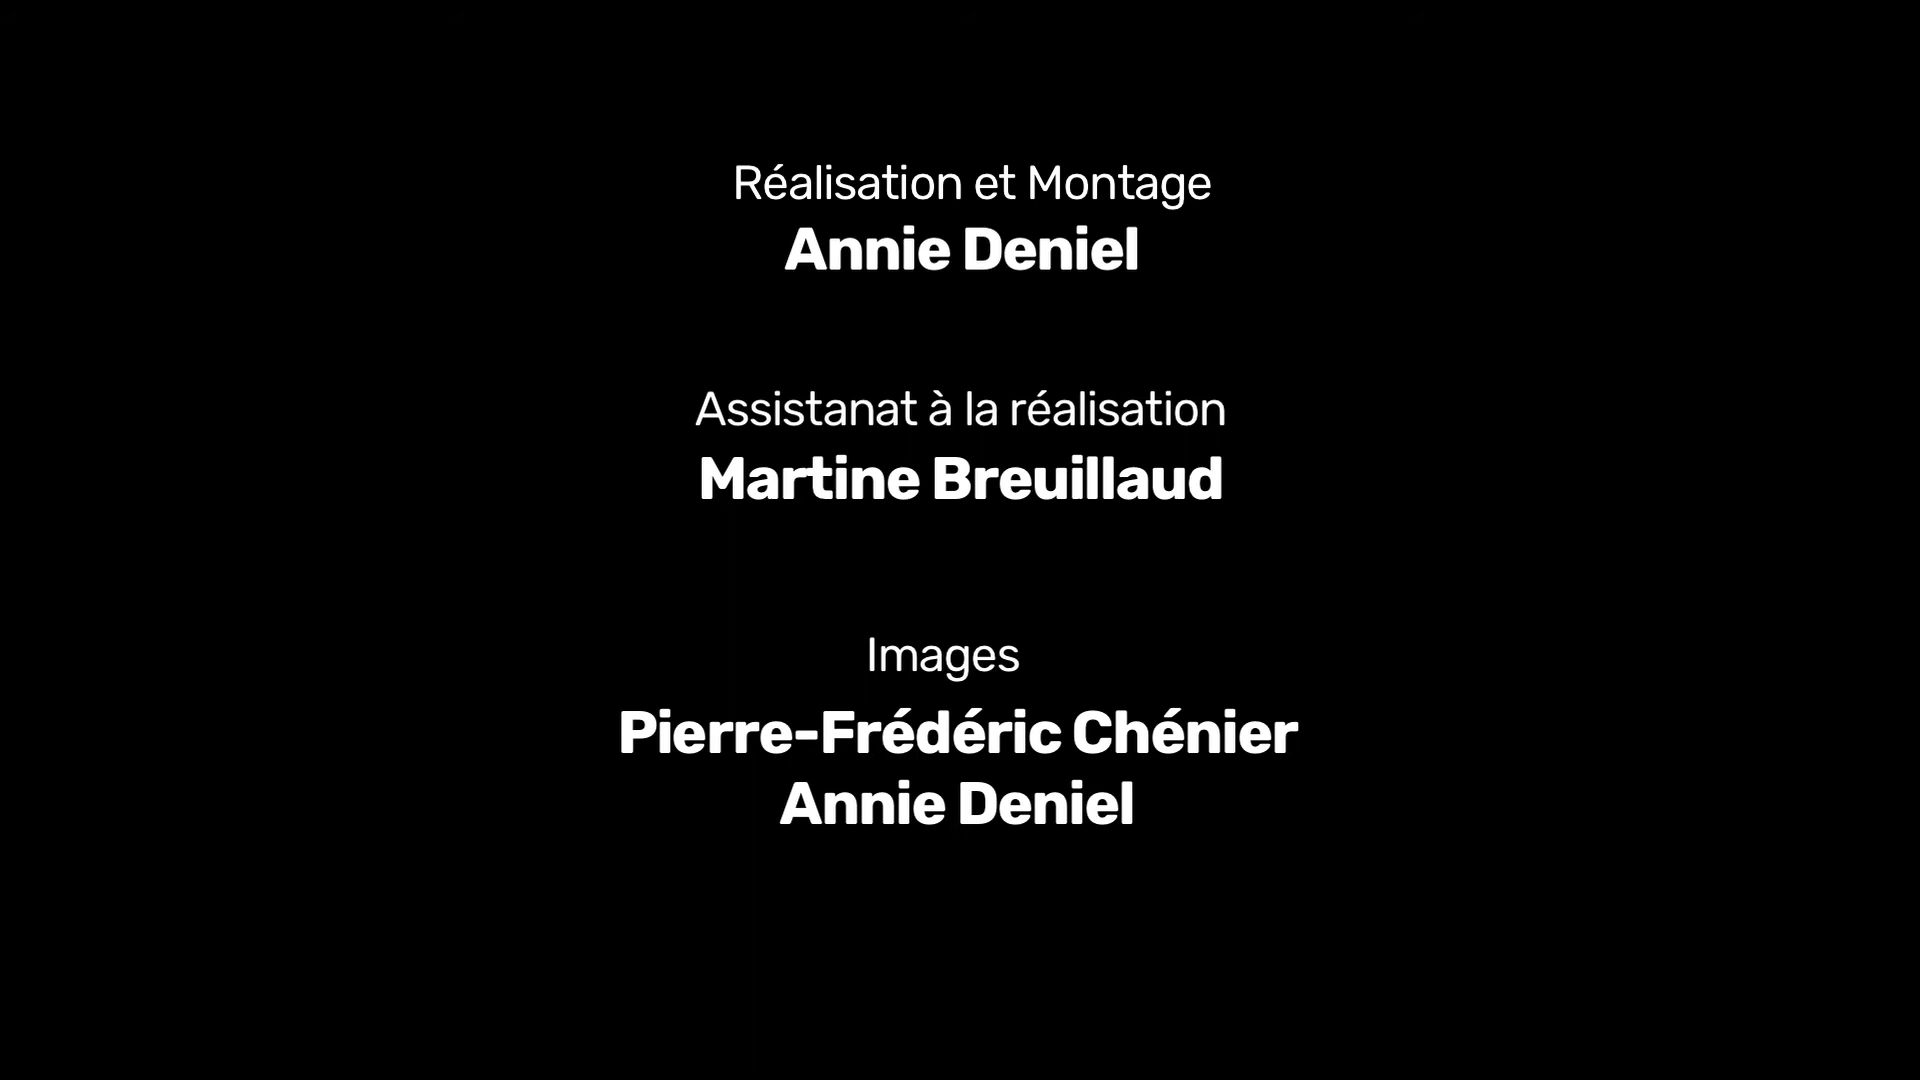 Réalisation et Montage
Annie Deniel
Assistanat à la réalisation
Martine Breuillaud
Images
Pierre-Frédéric Chénier
Annie Deniel